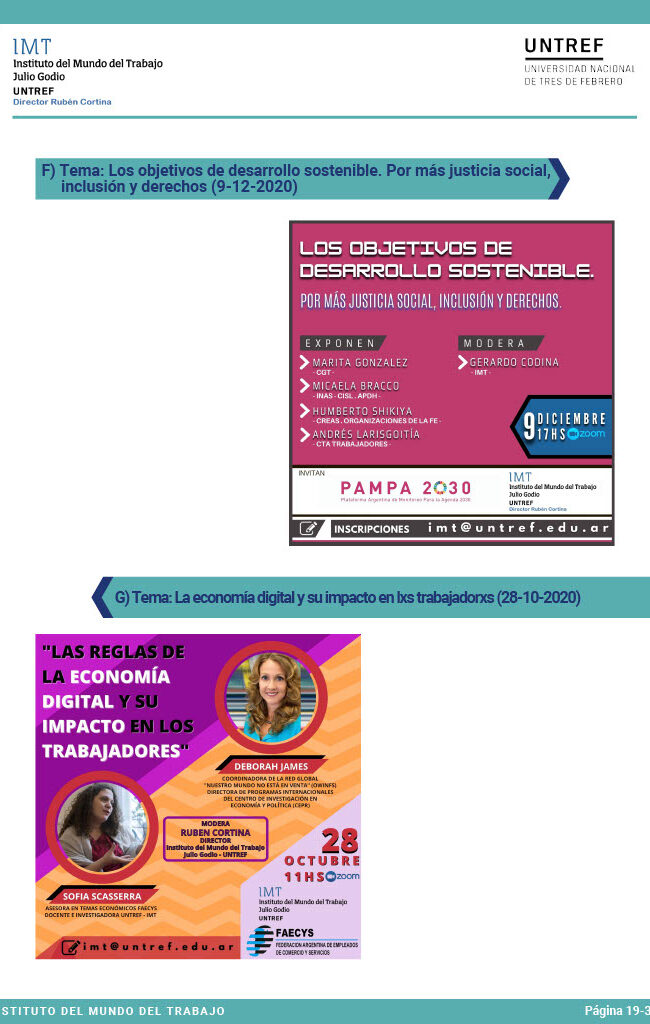 IMT
Instituto del Mundo del Trabajo
Julio Godio
UNTREF
Director Rubén Cortina
UNTREF
UNIVERSIDAD NACIONAL
DE TRES DE FEBRERO
F) Tema: Los objetivos de desarrollo sostenible. Por más justicia social,
inclusión y derechos (9-12-2020)
LOS OBJETIVOS DE
DESARROLLO SOSTENIBLE.
POR MÁS JUSTICIA SOCIAL, INCLUSIÓN Y DERECHOS.
EXPONEN
MARITA GONZALEZ
- CGT -
MICAELA BRACCO
- INAS - CISL . APDH -
HUMBERTO SHIKIYA
- CREAS . ORGANIZACIONES DE LA FE -
ANDRÉS LARISGOITÍA
- CTA TRABAJADORES -
MODERA
GERARDO CODINA
- IMT -
9 DICIEMBRE
17HS zoom
INVITAN
PAMPA 2030
Plataforma Argentina de Monitoreo Para la Agenda 2030
IMT
Instituto del Mundo del Trabajo
Julio Godio
UNTREF
Director Rubén Cortina
INSCRIPCIONES imt@untref.edu.ar
G) Tema: La economía digital y su impacto en lxs trabajadorxs (28-10-2020)
"LAS REGLAS DE
LA ECONOMÍA
DIGITAL Y SU
IMPACTO EN LOS
TRABAJADORES"
DEBORAH JAMES
COORDINADORA DE LA RED GLOBAL
"NUESTRO MUNDO NO ESTÁ EN VENTA" (OWINFS)
DIRECTORA DE PROGRAMAS INTERNACIONALES
DEL CENTRO DE INVESTIGACIÓN EN
ECONOMÍA Y POLÍTICA (CEPR)
MODERA
RUBEN CORTINA
DIRECTOR
Instituto del Mundo del Trabajo
Julio Godio - UNTREF
SOFIA SCASSERRA
ASESORA EN TEMAS ECONÓMICOS FAECYS
DOCENTE E INVESTIGADORA UNTREF - IMT
28
OCTUBRE
11HS zoom
IMT
Instituto del Mundo del Trabajo
Julio Godio
UNTREF
FAECYS
FEDERACIÓN ARGENTINA DE EMPLEADOS
DE COMERCIO Y SERVICIOS
imt@untref.edu.ar
STITUTO DEL MUNDO DEL TRABAJO
Página 19-3